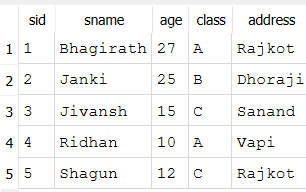 sid sname age class address
1 1 Bhagirath 27 A Rajkot
2 2 Janki 25 B Dhoraji
3 3 Jivansh 15 C Sanand
4 4 Ridhan 10 A Vapi
5 5 Shagun 12 C Rajkot